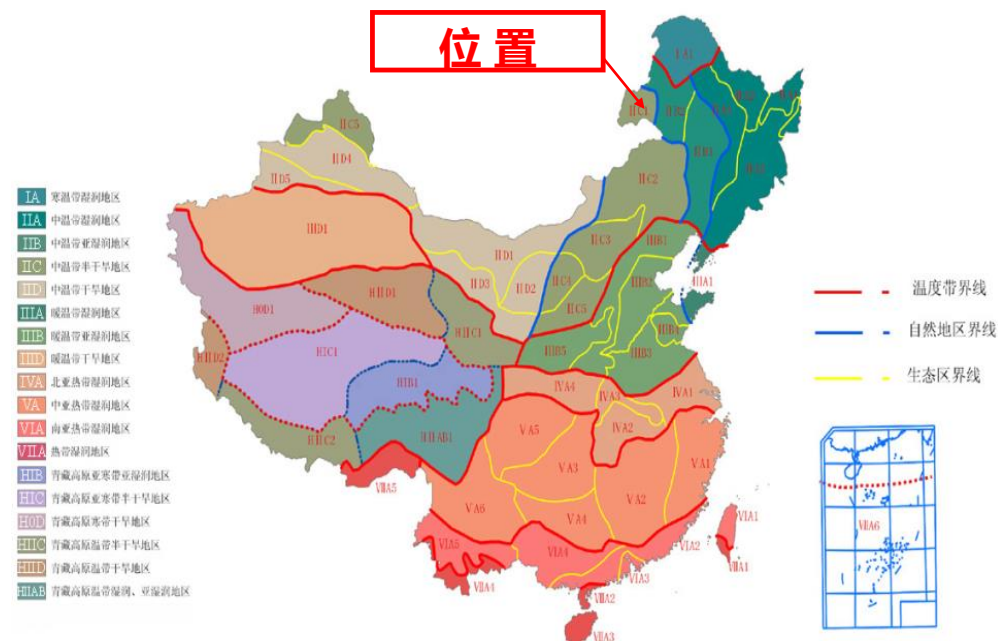 位置
IA 寒温带湿润地区
IIA 中温带湿润地区
IIB 中温带亚湿润地区
IIC 中温带半干旱地区
IID 中温带干旱地区
IIIA 暖温带湿润地区
IIIB 暖温带亚湿润地区
IIID 暖温带干旱地区
IVA 北亚热带湿润地区
VA 中亚热带湿润地区
VIA 南亚热带湿润地区
VIIA 热带湿润地区
HIB 青藏高原亚寒带亚湿润地区
HIC 青藏高原亚寒带半干旱地区
HOD 青藏高原寒带干旱地区
HIIC 青藏高原温带半干旱地区
HIID 青藏高原温带干旱地区
HIIAB 青藏高原温带湿润、亚湿润地区
温度带界线
自然地区界线
生态区界线
IIC1
IIC2
IID4
IID5
IIID1
IID1
IIC3
IIIB1
IID3
IID2
IIC4
HIID1
HOD1
HIIC1
HIC1
HIID2
IIIB5
IIIB3
IIIB4
HIB1
IVA4
IVA3
IVA1
HIIC2
HIIAB1
VA5
IVA2
VA3
VA1
VA6
VA2
VA4
VIIA5
VIA5
VIA4
VIA1
VIA2
VIA3
VIIA1
VIIA4
VIIA2
VIIA3
VIIA6